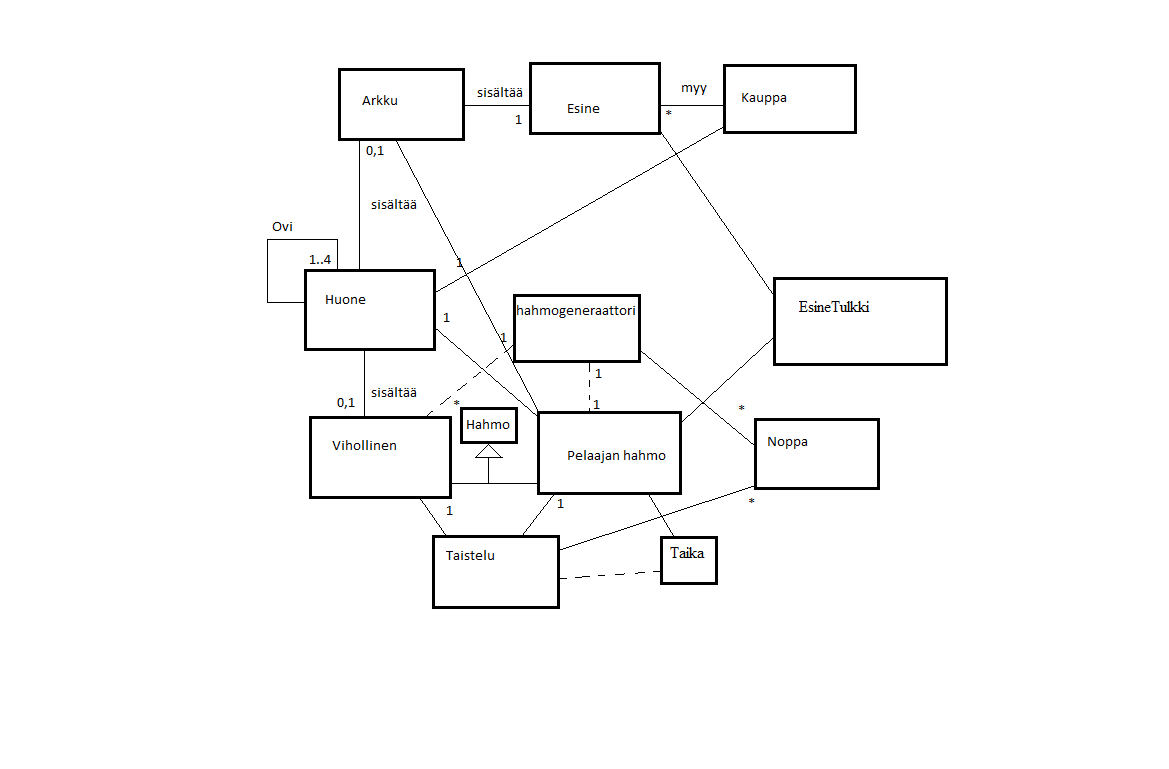 Arkku
sisältää
1
Esine
myy
*
Kauppa
0,1
sisältää
Ovi
1..4
1
Huone
1
hahmogeneraattori
1
EsineTulkki
1
1
sisältää
0,1
*
*
Hahmo
Vihollinen
Pelaajan hahmo
Noppa
1
1
*
Taistelu
Taika